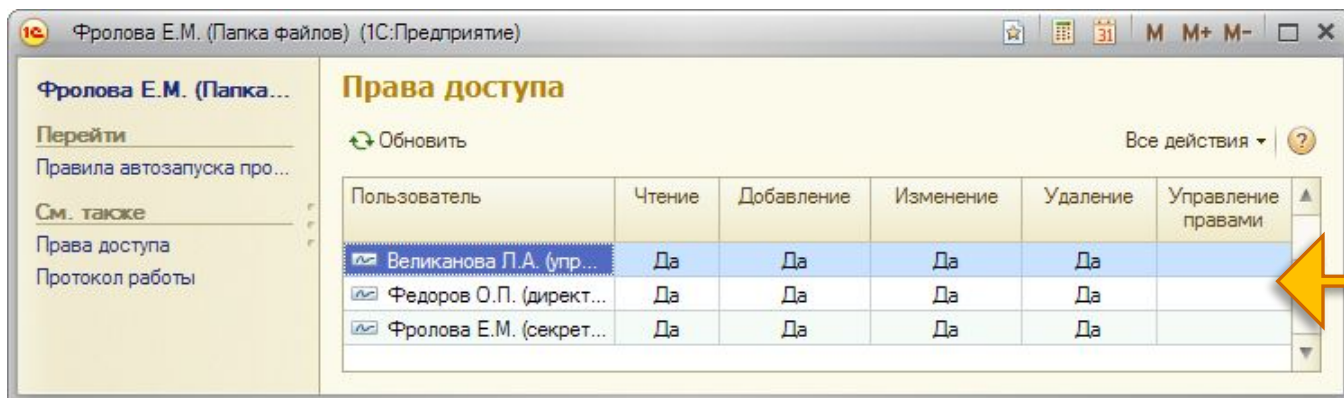 1С Фролова Е.М. (Папка файлов) (1С:Предприятие) 31 M M+ M-
Фролова Е.М. (Папка...
Перейти
Правила автозапуска про...
См. также
Права доступа
Протокол работы
Права доступа
Обновить Все действия ?
Пользователь Чтение Добавление Изменение Удаление Управление
правами
Великанова Л.А. (упр... Да Да Да Да
Федоров О.П. (директ... Да Да Да Да
Фролова Е.М. (секрет... Да Да Да Да